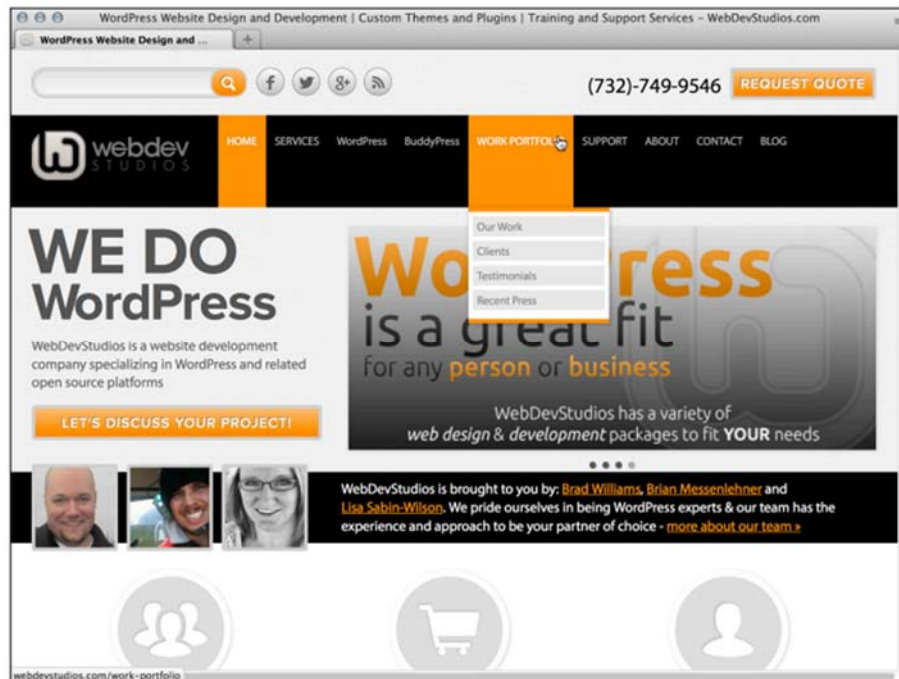 WordPress Website Design and Development | Custom Themes and Plugins | Training and Support Services – WebDevStudios.com
WordPress Website Design and ...
(732)-749-9546
REQUEST QUOTE
webdev
STUDIOS
HOME
SERVICES
WordPress
BuddyPress
WORK PORTFOLIO
SUPPORT
ABOUT
CONTACT
BLOG
Our Work
Clients
Testimonials
Recent Press
WE DO
WordPress
WebDevStudios is a website development
company specializing in WordPress and related
open source platforms
LET'S DISCUSS YOUR PROJECT!
is a great fit
for any person or business
WebDevStudios has a variety of
web design & development packages to fit YOUR needs
WebDevStudios is brought to you by: Brad Williams, Brian Messenlehner and
Lisa Sabin-Wilson. We pride ourselves in being WordPress experts & our team has the
experience and approach to be your partner of choice - more about our team »
webdevstudios.com/work-portfolio